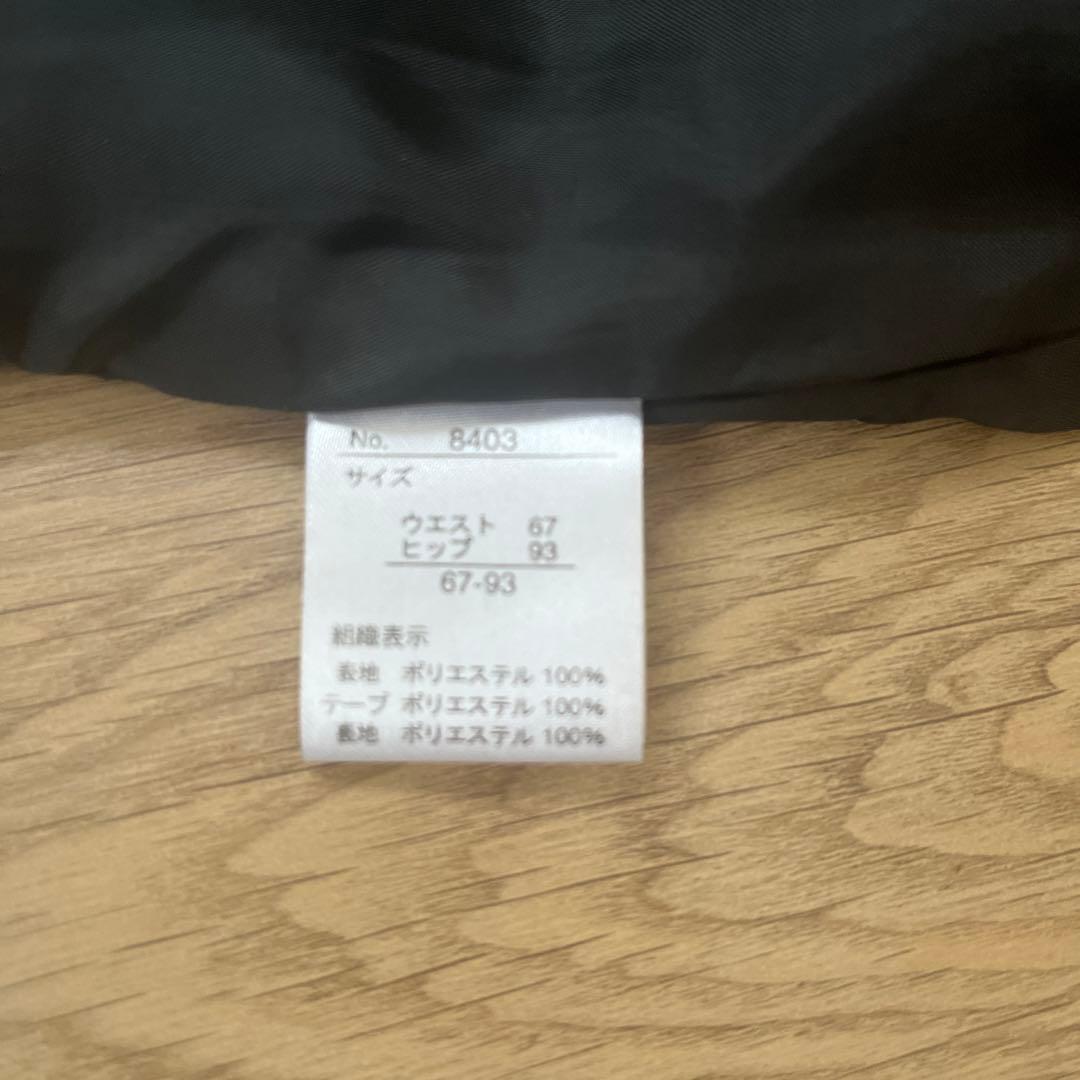 No. 8403
サイズ
ウエスト 67
ヒップ 93
67-93
組織表示
表地 ポリエステル 100%
テープ ポリエステル 100%
裏地 ポリエステル 100%